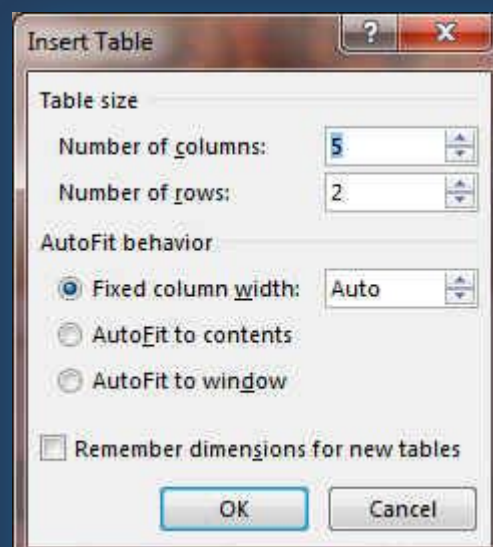 Insert Table
?
Table size
Number of columns: 5
Number of rows: 2
AutoFit behavior
Fixed column width: Auto
AutoFit to contents
AutoFit to window
Remember dimensions for new tables
OK Cancel